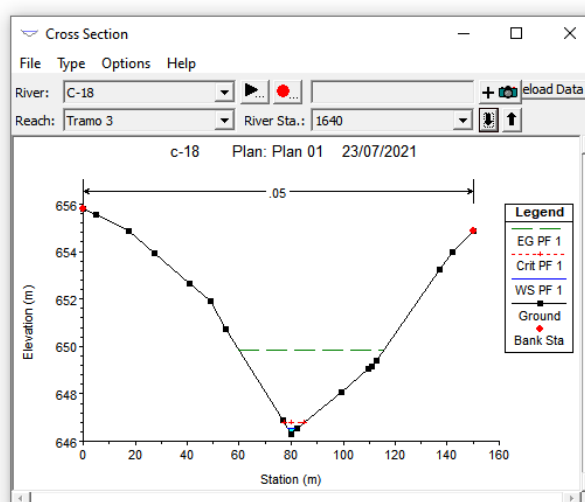 Cross Section
File Type Options Help
River: C-18 + eload Data
Reach: Tramo 3 River Sta.: 1640
c-18 Plan: Plan 01 23/07/2021
.05
Legend
EG PF 1
Crit PF 1
WS PF 1
Ground
Bank Sta
656
654
652
650
648
646
Elevation (m)
0 20 40 60 80 100 120 140 160
Station (m)